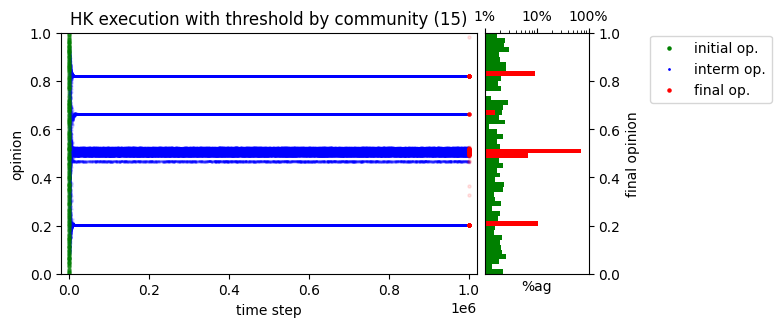 HK execution with threshold by community (15)
1% 10% 100%
initial op.
interm op.
final op.
opinion
1.0
0.8
0.6
0.4
0.2
0.0
0.0 0.2 0.4 0.6 0.8 1.0
1e6
time step
%ag
1.0
0.8
0.6
0.4
0.2
0.0
final opinion